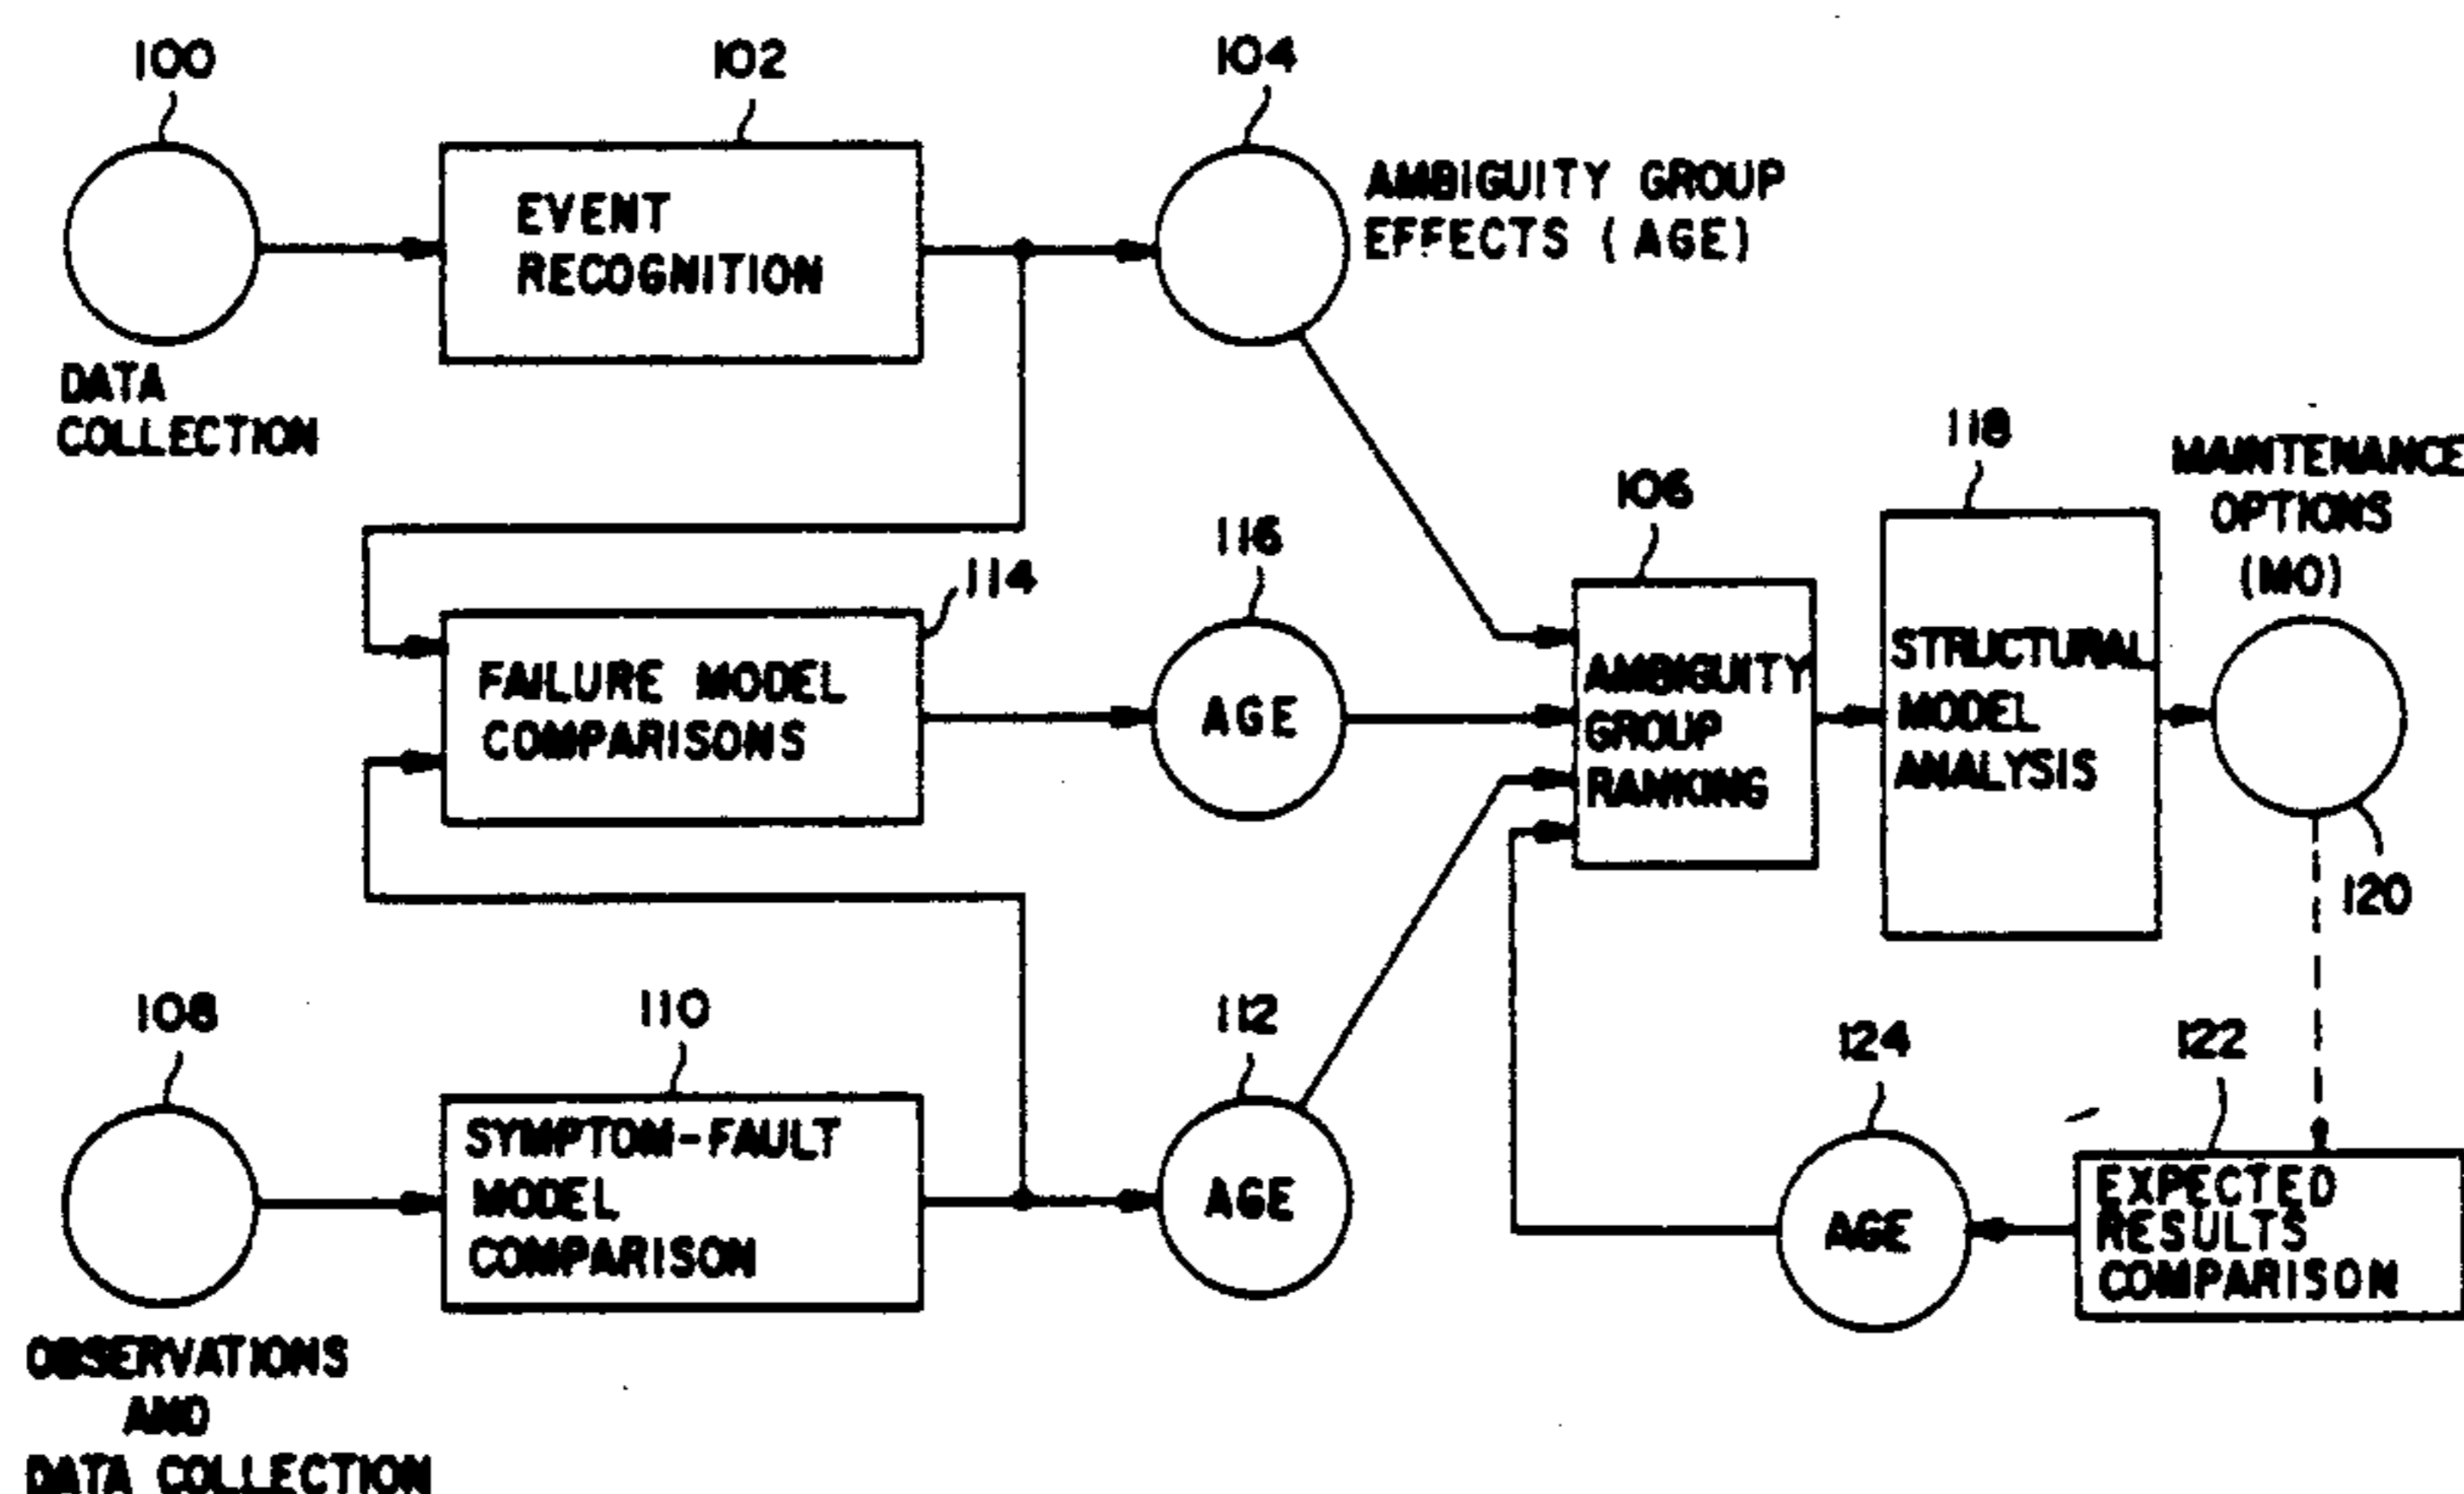 100
102
104
EVENT
RECOGNITION
AMBIGUITY GROUP
EFFECTS (AGE)
DATA
COLLECTION
114
FAILURE MODEL
COMPARISONS
116
AGE
106
AMBIGUITY
GROUP
RANKING
118
STRUCTURAL
MODEL
ANALYSIS
MAINTENANCE
OPTIONS
(MO)
120
108
110
SYMPTOM-FAULT
MODEL
COMPARISON
112
AGE
124
AGE
122
EXPECTED
RESULTS
COMPARISON
OBSERVATIONS
AND
DATA COLLECTION